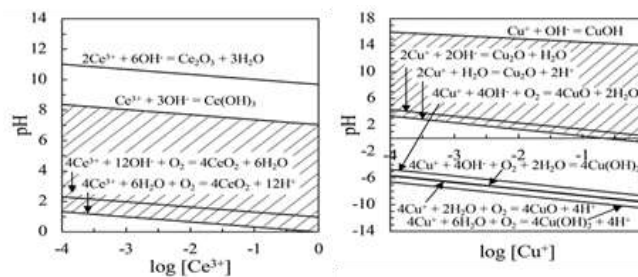 14
12
10
8
6
4
2
0
pH
2Ce³⁺ + 6OH⁻ = Ce₂O₃ + 3H₂O
Ce³⁺ + 3OH⁻ = Ce(OH)₃
4Ce³⁺ + 12OH⁻ + O₂ = 4CeO₂ + 6H₂O
4Ce³⁺ + 6H₂O + O₂ = 4CeO₂ + 12H⁺
-4 -3 -2 -1 0
log [Ce³⁺]
18
14
10
6
2
-2
-6
-10
-14
pH
Cu⁺ + OH⁻ = CuOH
2Cu⁺ + 2OH⁻ = Cu₂O + H₂O
2Cu⁺ + H₂O = Cu₂O + 2H⁺
4Cu⁺ + 4OH⁻ + O₂ = 4CuO + 2H₂O
4Cu⁺ + 4OH⁻ + O₂ + 2H₂O = 4Cu(OH)₂
4Cu⁺ + 2H₂O + O₂ = 4CuO + 4H⁺
4Cu⁺ + 6H₂O + O₂ = 4Cu(OH)₂ + 4H⁺
-3 -2 -1
log [Cu⁺]